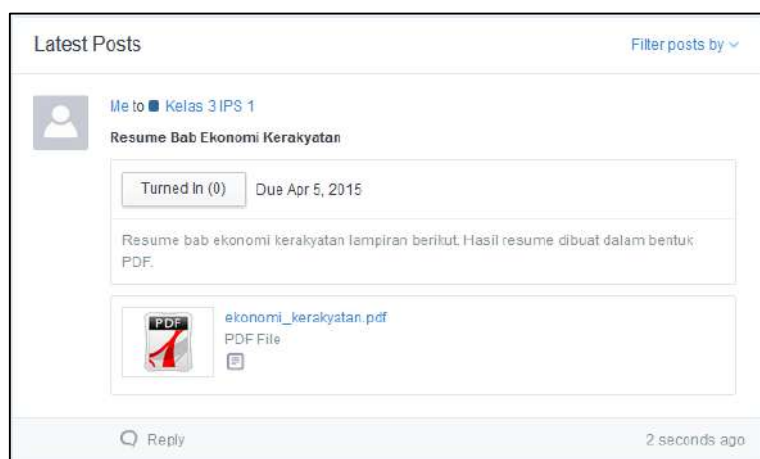 Latest Posts
Filter posts by
Me to Kelas 3 IPS 1
Resume Bab Ekonomi Kerakyatan
Turned In (0) Due Apr 5, 2015
Resume bab ekonomi kerakyatan lampiran berikut. Hasil resume dibuat dalam bentuk
PDF.
PDF
ekonomi_kerakyatan.pdf
PDF File
Reply
2 seconds ago